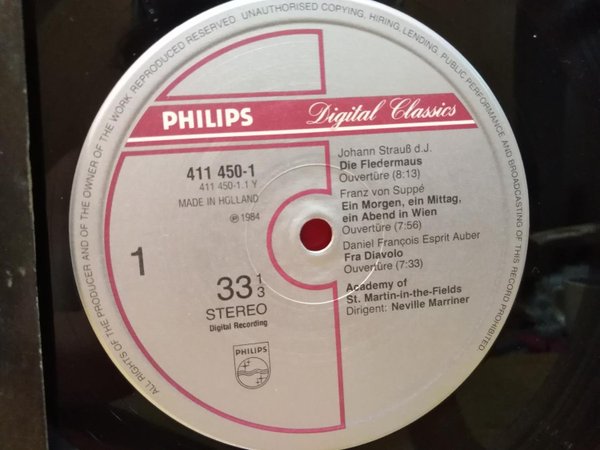 ALL RIGHTS OF THE PRODUCER AND OF THE OWNER OF THE WORK REPRODUCED RESERVED. UNAUTHORISED COPYING, HIRING, LENDING, PUBLIC PERFORMANCE AND BROADCASTING OF THIS RECORD PROHIBITED.
PHILIPS
Digital Classics
411 450-1
411 450-1.1 Y
MADE IN HOLLAND
℗ 1984
1
33 1/3
STEREO
Digital Recording
PHILIPS
Johann Strauß d.J.
Die Fledermaus
Ouvertüre (8:13)
Franz von Suppé
Ein Morgen, ein Mittag,
ein Abend in Wien
Ouvertüre (7:56)
Daniel François Esprit Auber
Fra Diavolo
Ouvertüre (7:33)
Academy of
St. Martin-in-the-Fields
Dirigent: Neville Marriner